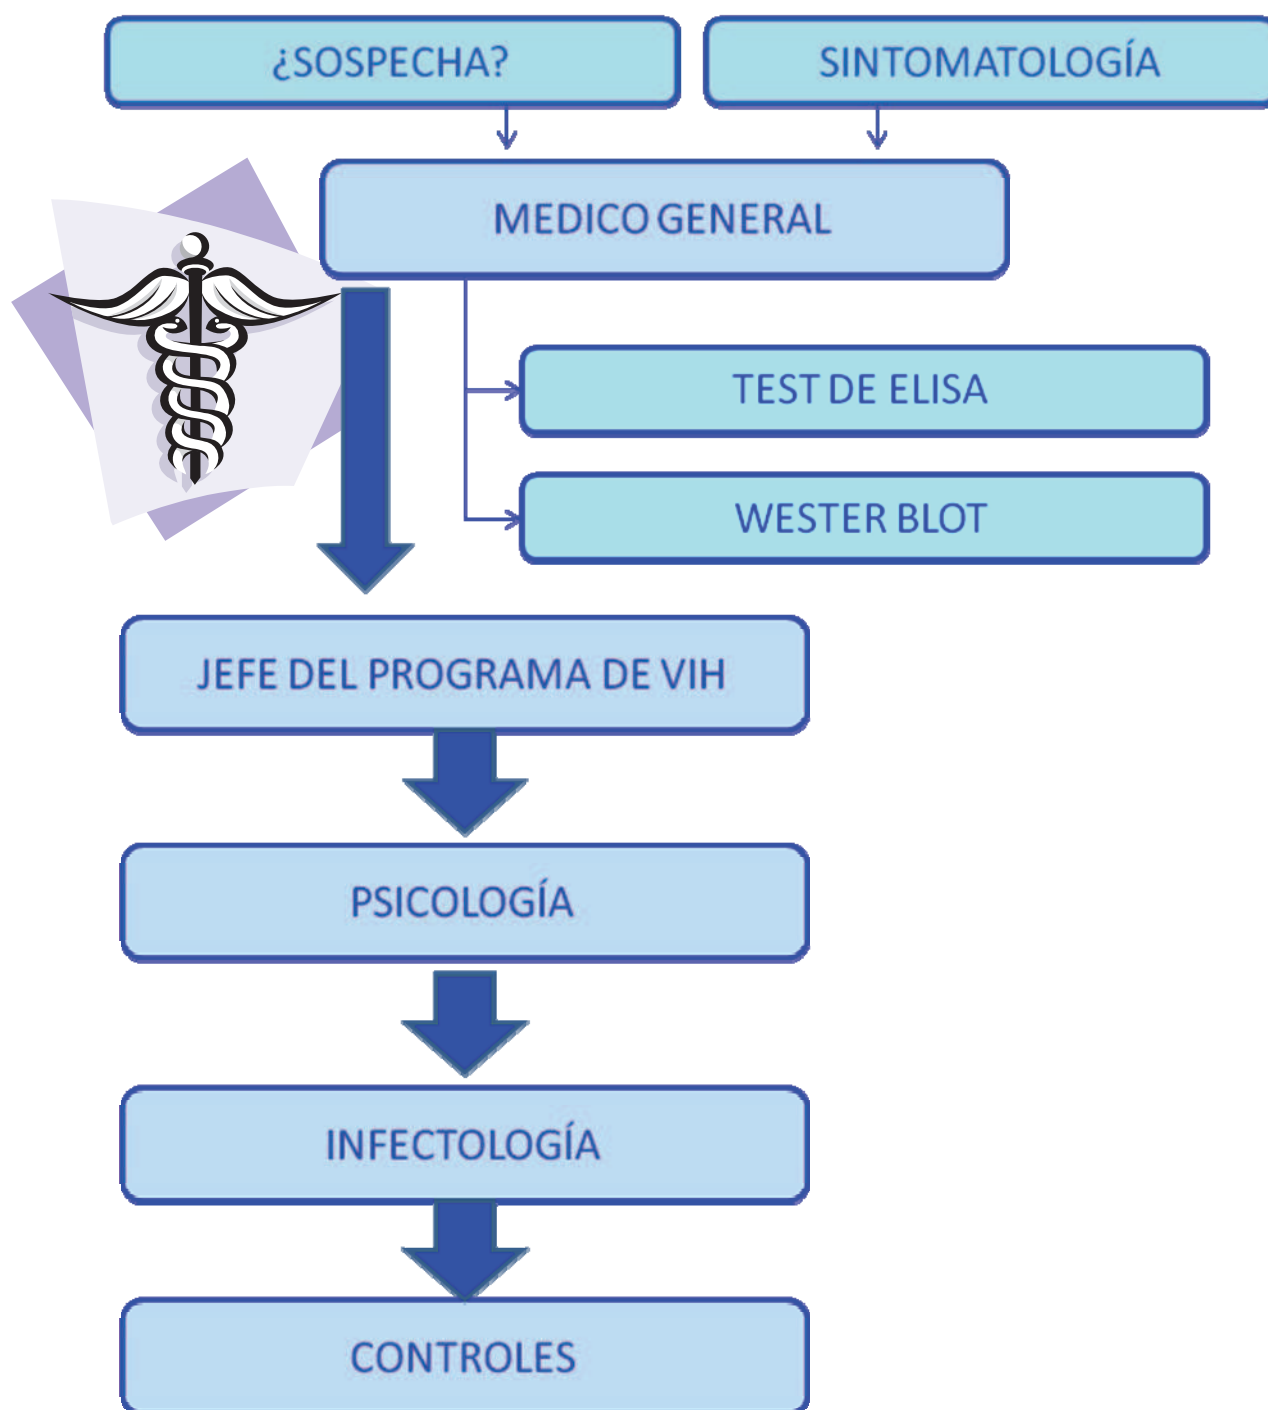 ¿SOSPECHA?
SINTOMATOLOGÍA
MEDICO GENERAL
TEST DE ELISA
WESTER BLOT
JEFE DEL PROGRAMA DE VIH
PSICOLOGÍA
INFECTOLOGÍA
CONTROLES